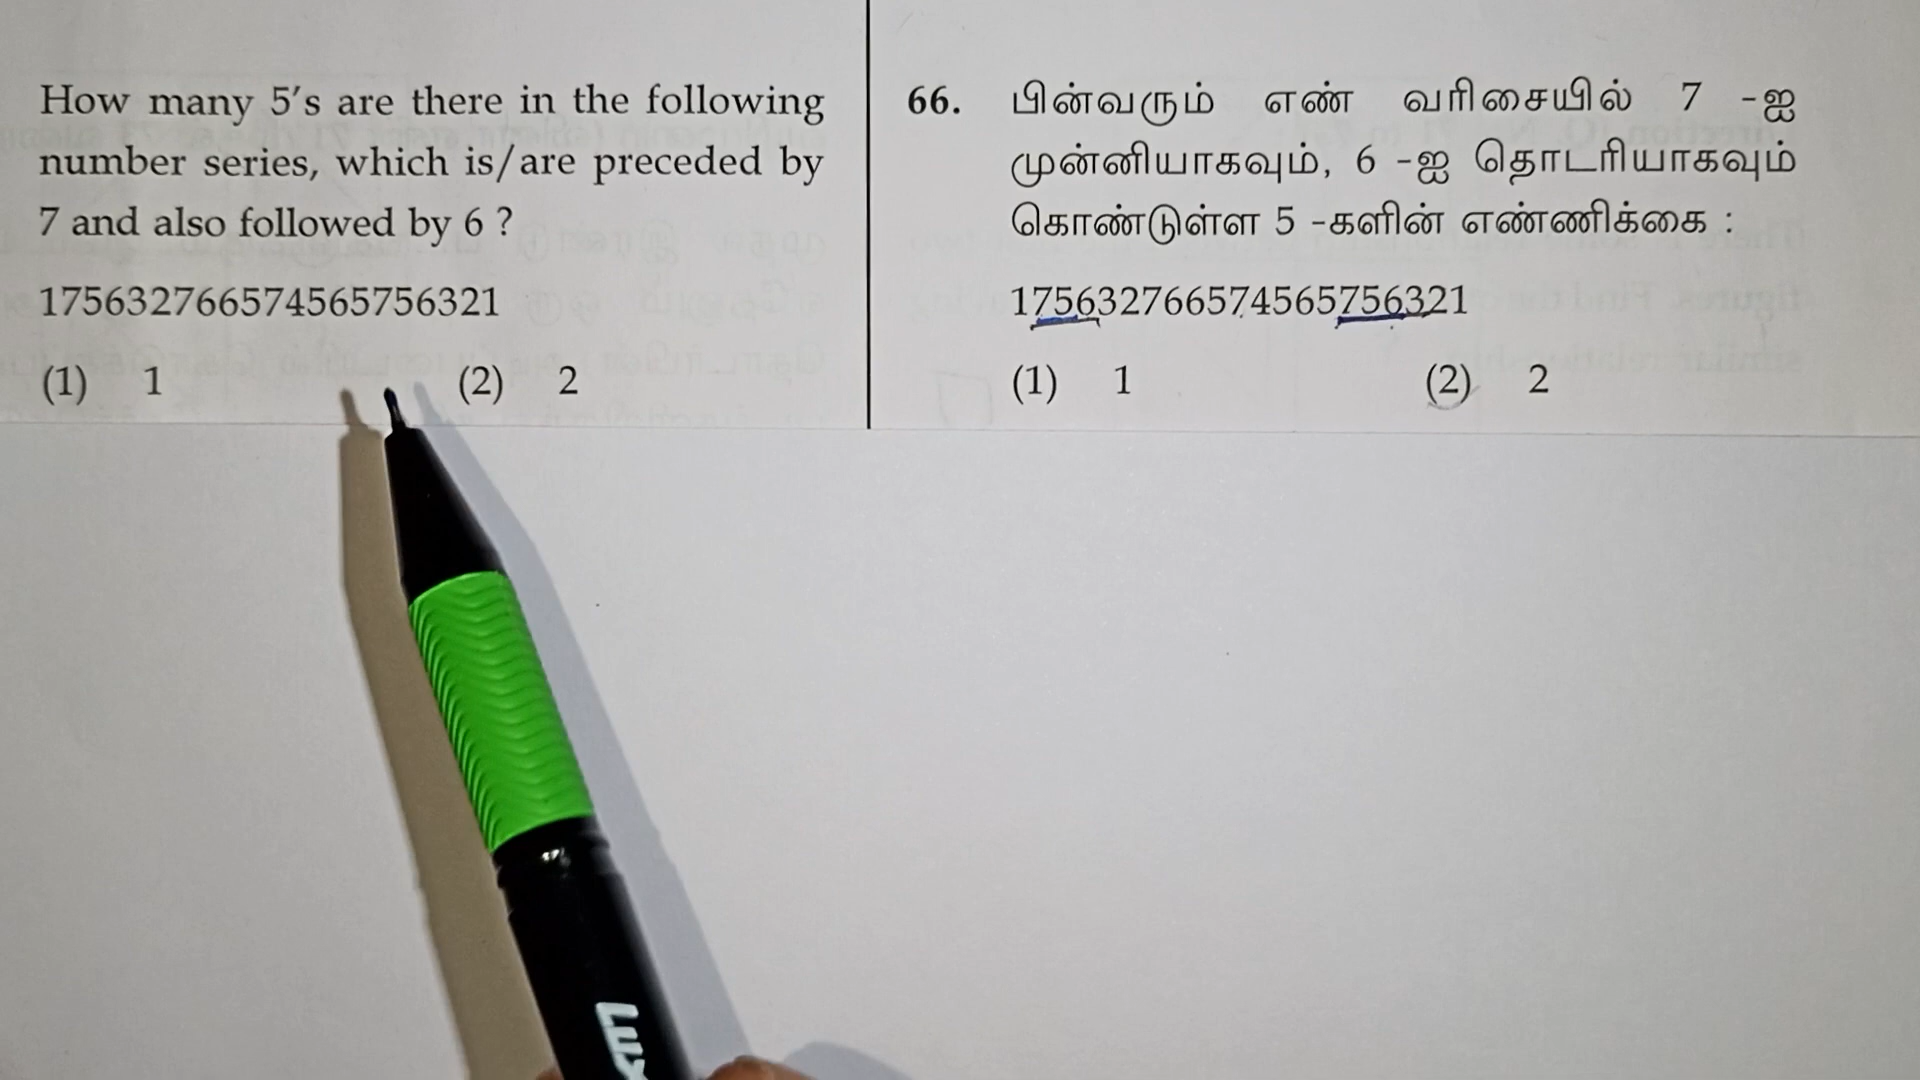 How many 5's are there in the following
number series, which is/are preceded by
7 and also followed by 6 ?
175632766574565756321
(1) 1 (2) 2
66. பின்வரும் எண் வரிசையில் 7 -ஐ
முன்னியாகவும், 6 -ஐ தொடரியாகவும்
கொண்டுள்ள 5 -களின் எண்ணிக்கை :
175632766574565756321
(1) 1 (2) 2